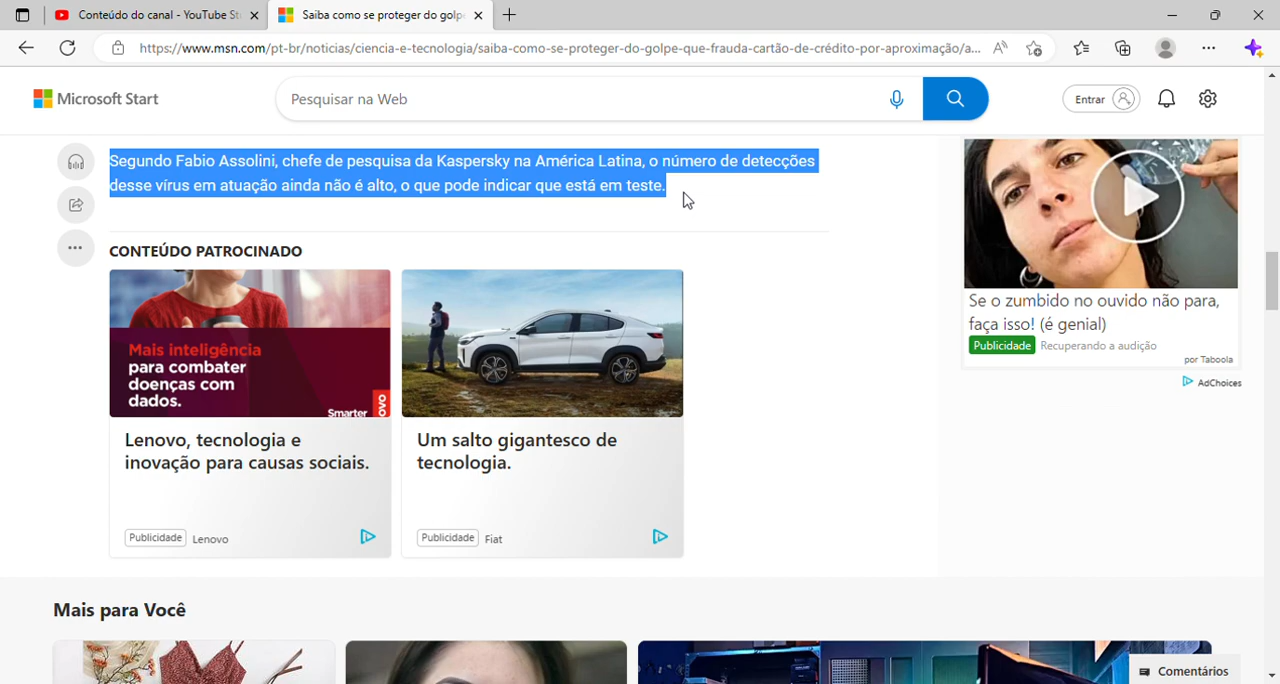 Conteúdo do canal - YouTube St
Saiba como se proteger do golpe
https://www.msn.com/pt-br/noticias/ciencia-e-tecnologia/saiba-como-se-proteger-do-golpe-que-frauda-cartão-de-crédito-por-aproximação/a...
Microsoft Start
Pesquisar na Web
Entrar
Segundo Fabio Assolini, chefe de pesquisa da Kaspersky na América Latina, o número de detecções
desse vírus em atuação ainda não é alto, o que pode indicar que está em teste.
CONTEÚDO PATROCINADO
Mais inteligência
para combater
doenças com
dados.
Smarter
ovo
Lenovo, tecnologia e
inovação para causas sociais.
Publicidade Lenovo
Um salto gigantesco de
tecnologia.
Publicidade Fiat
Se o zumbido no ouvido não para,
faça isso! (é genial)
Publicidade Recuperando a audição
por Taboola
AdChoices
Mais para Você
Comentários